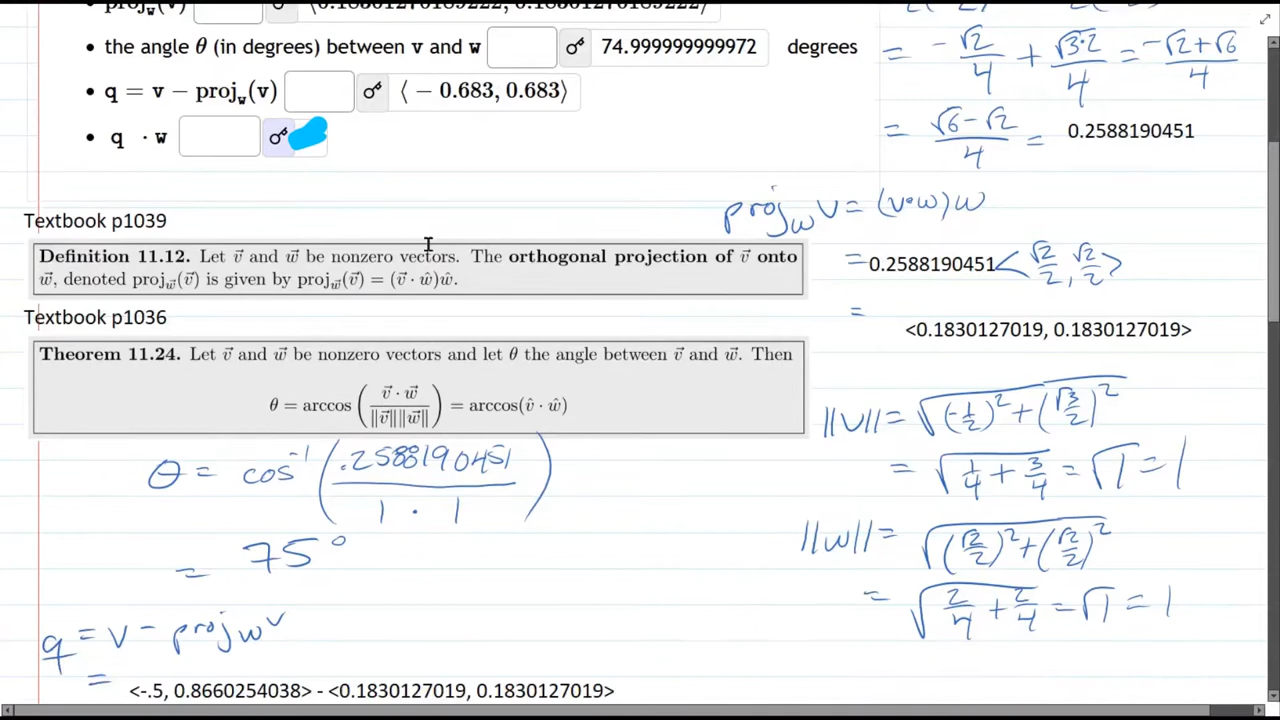 • proj_w(v) ⟨0.18301270189222, 0.18301270189222⟩
• the angle θ (in degrees) between v and w 74.999999999972 degrees
• q = v − proj_w(v) ⟨ − 0.683, 0.683⟩
• q · w
Textbook p1039
Definition 11.12. Let v⃗ and w⃗ be nonzero vectors. The orthogonal projection of v⃗ onto
w⃗, denoted proj_w⃗(v⃗) is given by proj_w⃗(v⃗) = (v⃗ · ŵ)ŵ.
Textbook p1036
Theorem 11.24. Let v⃗ and w⃗ be nonzero vectors and let θ the angle between v⃗ and w⃗. Then
θ = arccos ( v⃗ · w⃗ / ‖v⃗‖‖w⃗‖ ) = arccos(v̂ · ŵ)
θ = cos⁻¹ ( .2588190451 / 1 · 1 )
= 75°
q = v − proj_w v
= <-.5, 0.8660254038> - <0.1830127019, 0.1830127019>
= −√2/4 + √3·2/4 = −√2+√6/4
= √6−√2/4 = 0.2588190451
proj_w v = (v•w)w
= 0.2588190451 <√2/2, √2/2>
=
<0.1830127019, 0.1830127019>
||v|| = √(−1/2)² + (√3/2)²
= √1/4 + 3/4 = √1 = 1
||w|| = √(√2/2)² + (√2/2)²
= √2/4 + 2/4 = √1 = 1